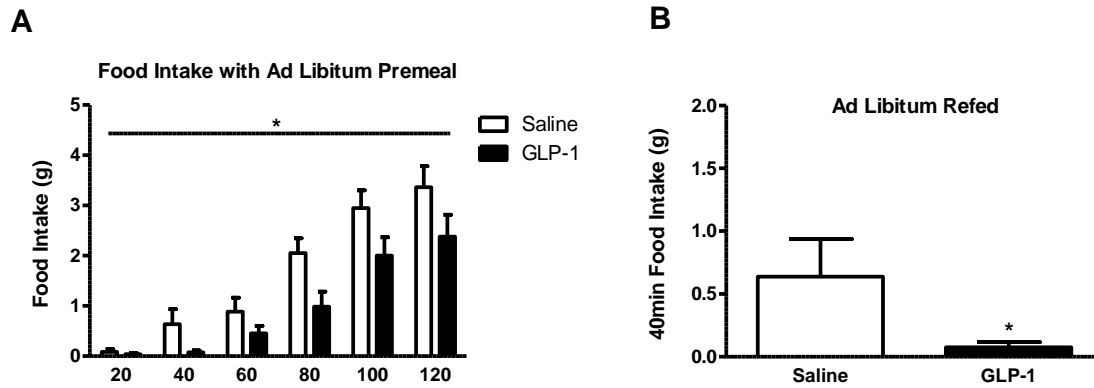 A
Food Intake with Ad Libitum Premeal
Food Intake (g)
5
4
3
2
1
0
*
Saline
GLP-1
20 40 60 80 100 120
B
Ad Libitum Refed
40min Food Intake (g)
2.0
1.5
1.0
0.5
0.0
*
Saline GLP-1